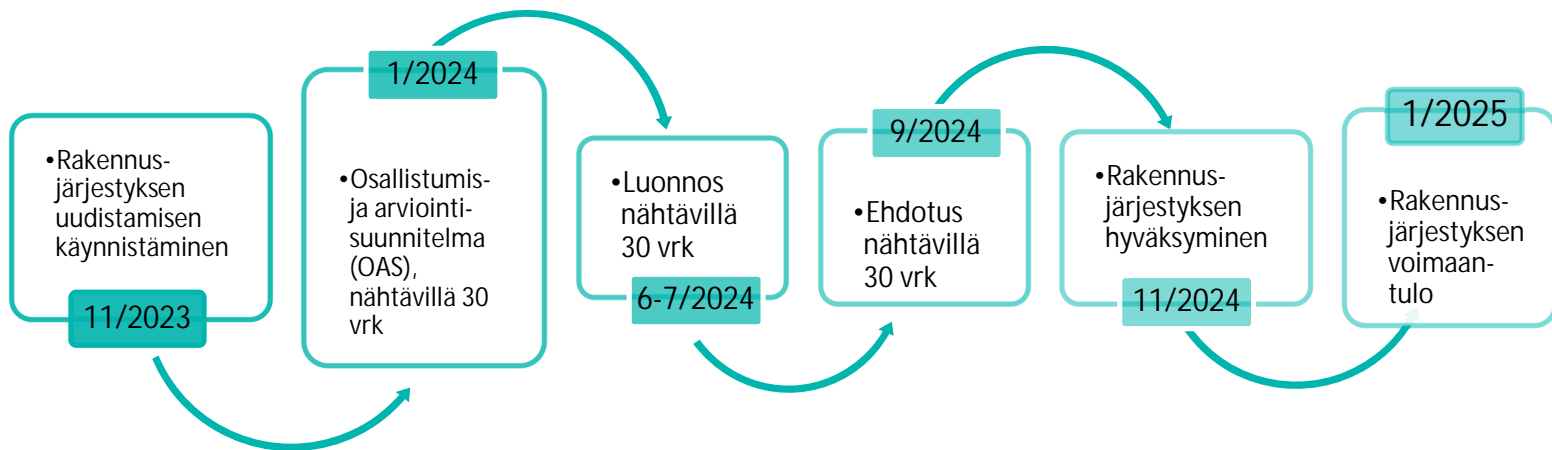 •Rakennus-
järjestyksen
uudistamisen
käynnistäminen
11/2023
1/2024
•Osallistumis-
ja arviointi-
suunnitelma
(OAS),
nähtävillä 30
vrk
•Luonnos
nähtävillä
30 vrk
6-7/2024
9/2024
•Ehdotus
nähtävillä
30 vrk
•Rakennus-
järjestyksen
hyväksyminen
11/2024
1/2025
•Rakennus-
järjestyksen
voimaan-
tulo